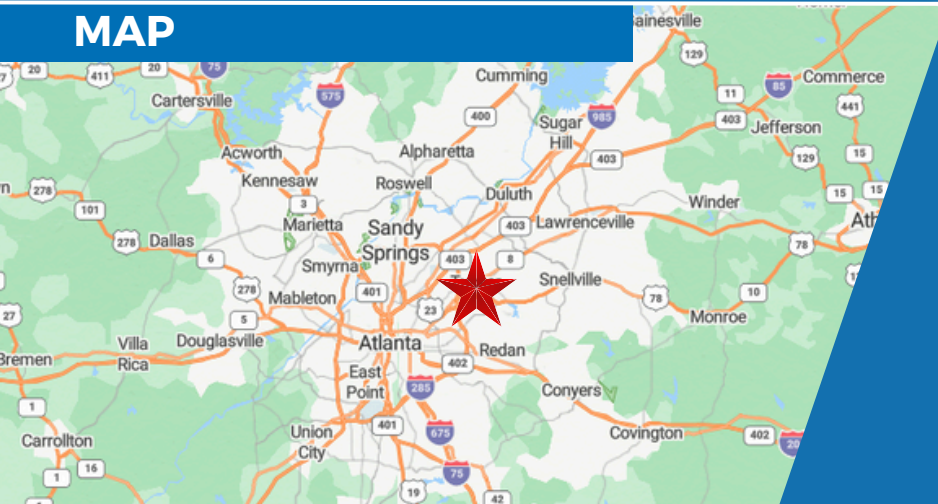 MAP
ainesville
129
20
411
20
75
Cumming
575
Commerce
85
11
Cartersville
400
985
441
Sugar
Hill
403
Jefferson
Acworth
Alpharetta
403
129
15
Kennesaw
Roswell
Duluth
15
15
278
3
Winder
101
Marietta
Sandy
Springs
403
Lawrenceville
Ath
278
Dallas
78
6
Smyrna
403
8
Snellville
278
401
10
Mableton
78
23
27
5
Monroe
Villa
Rica
Douglasville
Atlanta
Redan
Bremen
402
East
Point
285
Conyers
1
401
Union
City
675
Covington
402
20
Carrollton
16
75
1
19
42